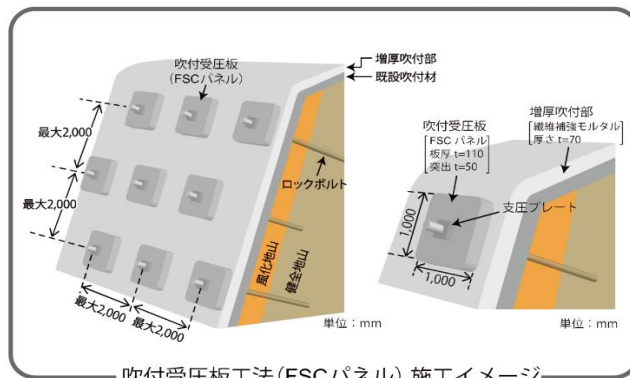 吹付受圧板
(FSCパネル)
増厚吹付部
既設吹付材
最大2,000
最大2,000
ロックボルト
風化地山
健全地山
最大2,000
最大2,000
単位：mm
吹付受圧板
FSC パネル
板厚 t=110
突出 t=50
増厚吹付部
繊維補強モルタル
厚さ t=70
支圧プレート
1,000
1,000
単位：mm
吹付受圧板工法(FSCパネル) 施工イメージ